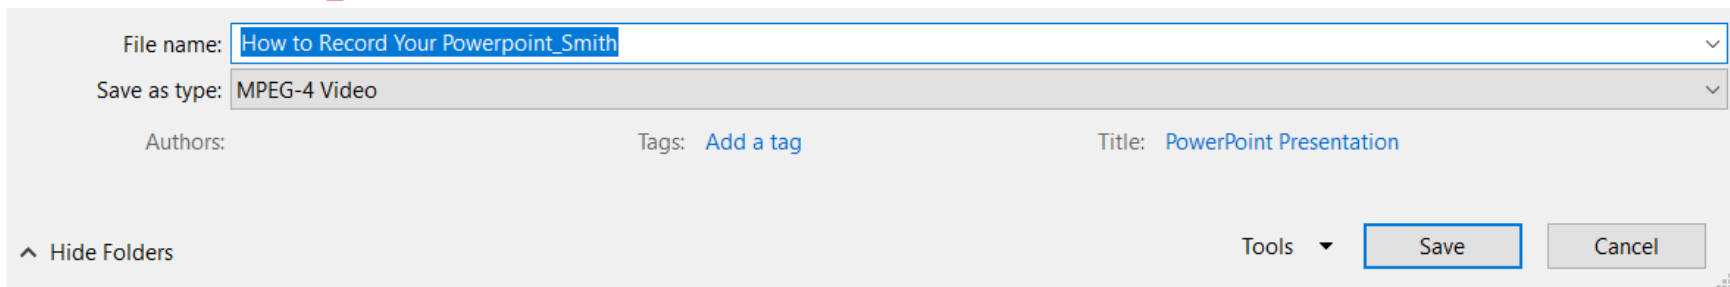 File name: How to Record Your Powerpoint_Smith
Save as type: MPEG-4 Video
Authors: Tags: Add a tag Title: PowerPoint Presentation
Hide Folders Tools Save Cancel